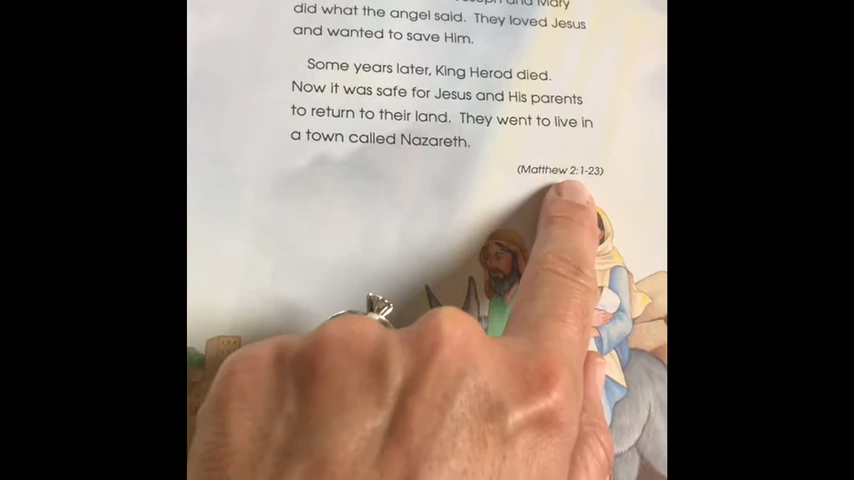 and Mary
did what the angel said. They loved Jesus
and wanted to save Him.
Some years later, King Herod died.
Now it was safe for Jesus and His parents
to return to their land. They went to live in
a town called Nazareth.
(Matthew 2:1-23)